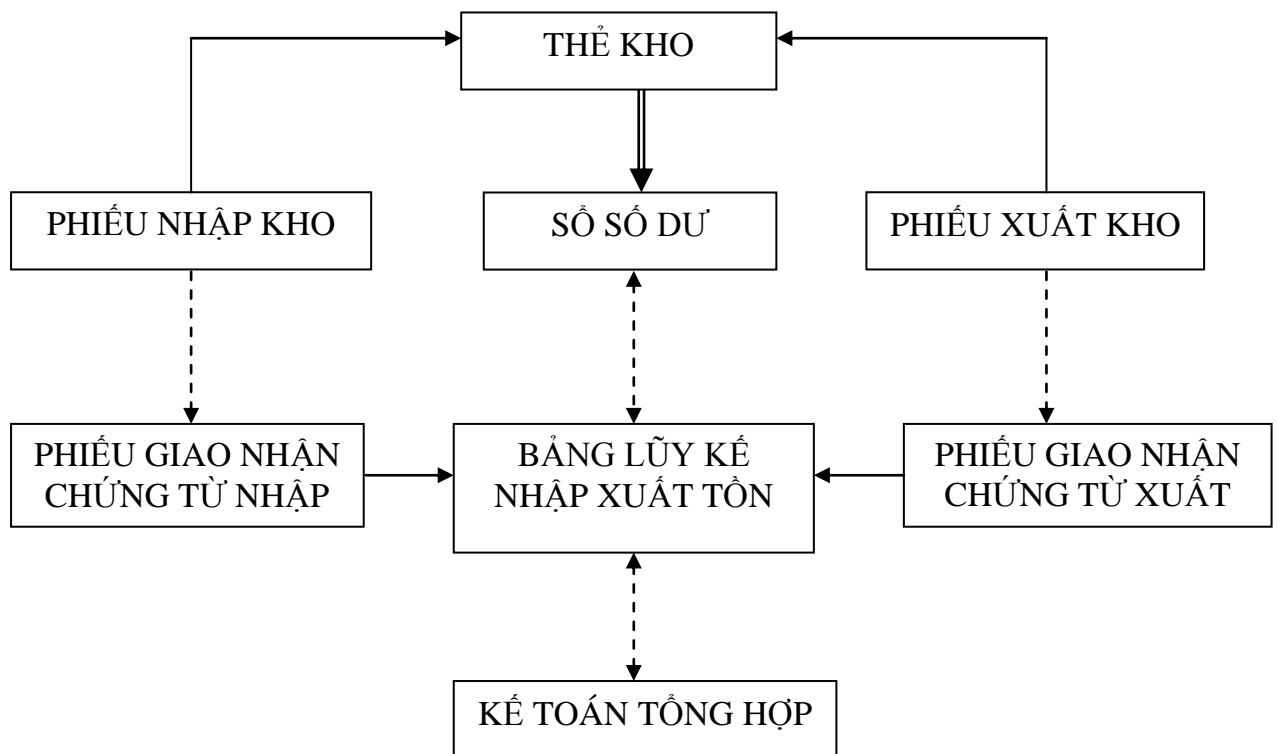 THẺ KHO
PHIẾU NHẬP KHO
SỔ SỐ DƯ
PHIẾU XUẤT KHO
PHIẾU GIAO NHẬN
CHỨNG TỪ NHẬP
BẢNG LŨY KẾ
NHẬP XUẤT TỒN
PHIẾU GIAO NHẬN
CHỨNG TỪ XUẤT
KẾ TOÁN TỔNG HỢP